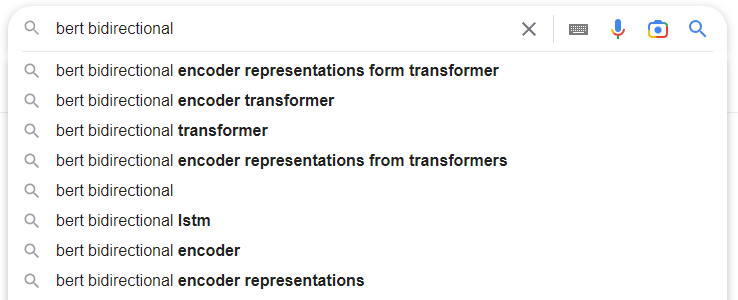 bert bidirectional
bert bidirectional encoder representations form transformer
bert bidirectional encoder transformer
bert bidirectional transformer
bert bidirectional encoder representations from transformers
bert bidirectional
bert bidirectional lstm
bert bidirectional encoder
bert bidirectional encoder representations